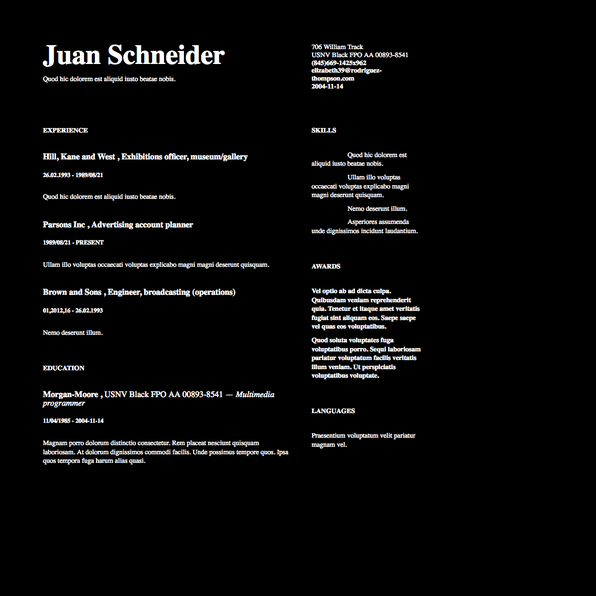 Juan Schneider
Quod hic dolorem est aliquid iusto beatae nobis.
706 William Track
USNV Black FPO AA 00893-8541
(845)669-1425x962
elizabeth39@rodriguez-
thompson.com
2004-11-14
EXPERIENCE
Hill, Kane and West , Exhibitions officer, museum/gallery
26.02.1993 - 1989/08/21
Quod hic dolorem est aliquid iusto beatae nobis.
Parsons Inc , Advertising account planner
1989/08/21 - PRESENT
Ullam illo voluptas occaecati voluptas explicabo magni magni deserunt quisquam.
Brown and Sons , Engineer, broadcasting (operations)
01,2012,16 - 26.02.1993
Nemo deserunt illum.
EDUCATION
Morgan-Moore , USNV Black FPO AA 00893-8541 — Multimedia
programmer
11/04/1985 - 2004-11-14
Magnam porro dolorum distinctio consectetur. Rem placeat nesciunt quisquam
laboriosam. At dolorum dignissimos commodi facilis. Unde possimus tempore quos. Ipsa
quos tempora fuga harum alias quasi.
SKILLS
Quod hic dolorem est
aliquid iusto beatae nobis.
Ullam illo voluptas
occaecati voluptas explicabo magni
magni deserunt quisquam.
Nemo deserunt illum.
Asperiores assumenda
unde dignissimos incidunt laudantium.
AWARDS
Vel optio ab ad dicta culpa.
Quibusdam veniam reprehenderit
quia. Tenetur et itaque amet veritatis
fugiat sint aliquam eos. Saepe saepe
vel quas eos voluptatibus.
Quod soluta voluptates fuga
voluptatibus porro. Sequi laboriosam
pariatur voluptatum facilis veritatis
illum veniam. Ut perspiciatis
voluptatibus voluptate.
LANGUAGES
Praesentium voluptatum velit pariatur
magnam vel.